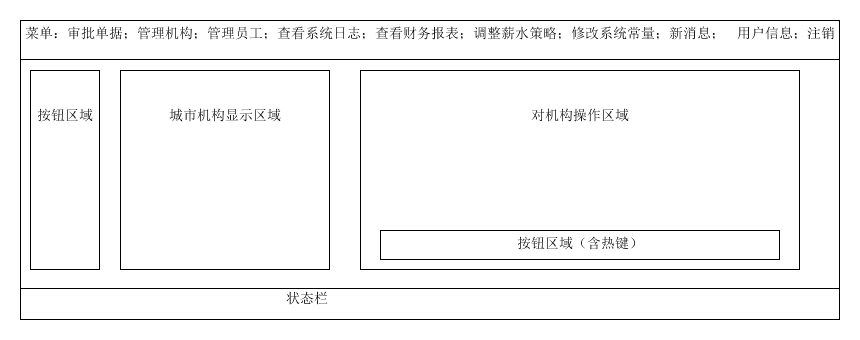 菜单：审批单据；管理机构；管理员工；查看系统日志；查看财务报表；调整薪水策略；修改系统常量；新消息； 用户信息；注销
按钮区域
城市机构显示区域
对机构操作区域
按钮区域（含热键）
状态栏